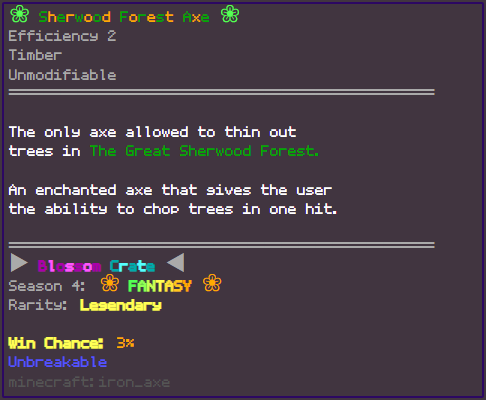 ❀ Sherwood Forest Axe ❀
Efficiency 2
Timber
Unmodifiable
The only axe allowed to thin out
trees in The Great Sherwood Forest.
An enchanted axe that gives the user
the ability to chop trees in one hit.
▶ Blossom Crate ◀
Season 4: ❀ FANTASY ❀
Rarity: Legendary
Win Chance: 3%
Unbreakable
minecraft:iron_axe